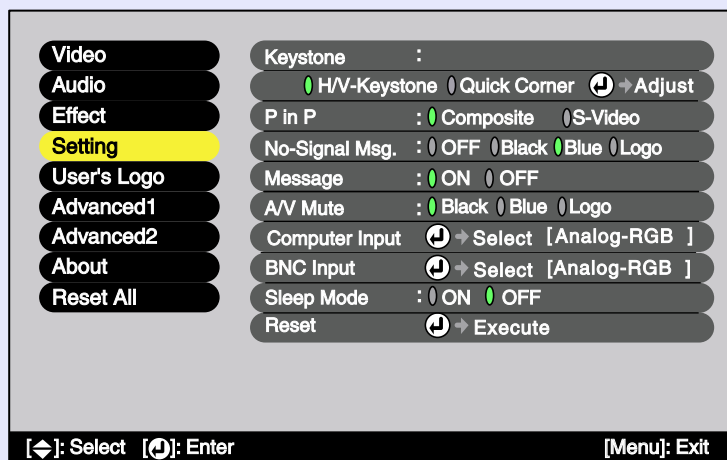 Video
Audio
Effect
Setting
User's Logo
Advanced1
Advanced2
About
Reset All
Keystone :
H/V-Keystone Quick Corner Adjust
P in P : Composite S-Video
No-Signal Msg. : OFF Black Blue Logo
Message : ON OFF
A/V Mute : Black Blue Logo
Computer Input Select [Analog-RGB ]
BNC Input Select [Analog-RGB ]
Sleep Mode : ON OFF
Reset Execute
[ ]: Select [ ]: Enter [Menu]: Exit